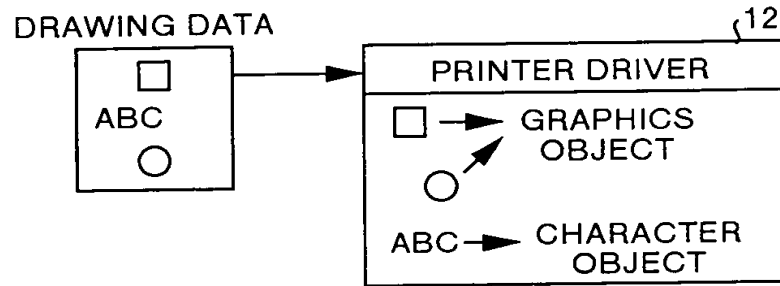 DRAWING DATA
ABC
12
PRINTER DRIVER
GRAPHICS
OBJECT
ABC
CHARACTER
OBJECT